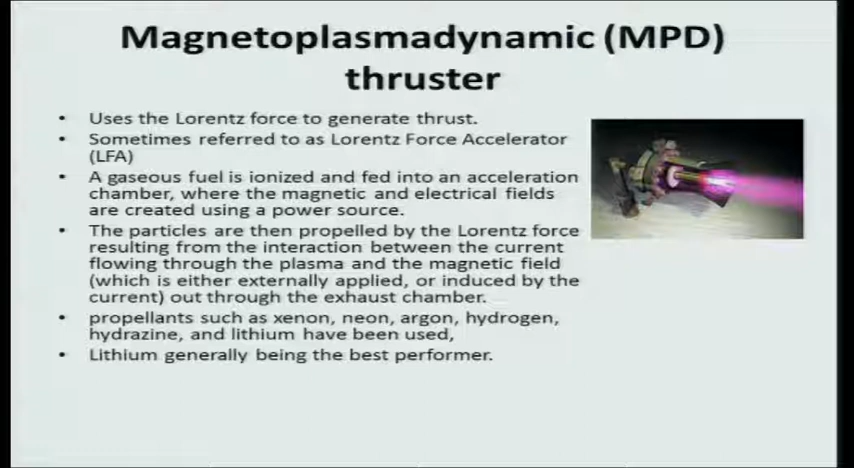 Magnetoplasmadynamic (MPD)
thruster
• Uses the Lorentz force to generate thrust.
• Sometimes referred to as Lorentz Force Accelerator
(LFA)
• A gaseous fuel is ionized and fed into an acceleration
chamber, where the magnetic and electrical fields
are created using a power source.
• The particles are then propelled by the Lorentz force
resulting from the interaction between the current
flowing through the plasma and the magnetic field
(which is either externally applied, or induced by the
current) out through the exhaust chamber.
• propellants such as xenon, neon, argon, hydrogen,
hydrazine, and lithium have been used,
• Lithium generally being the best performer.